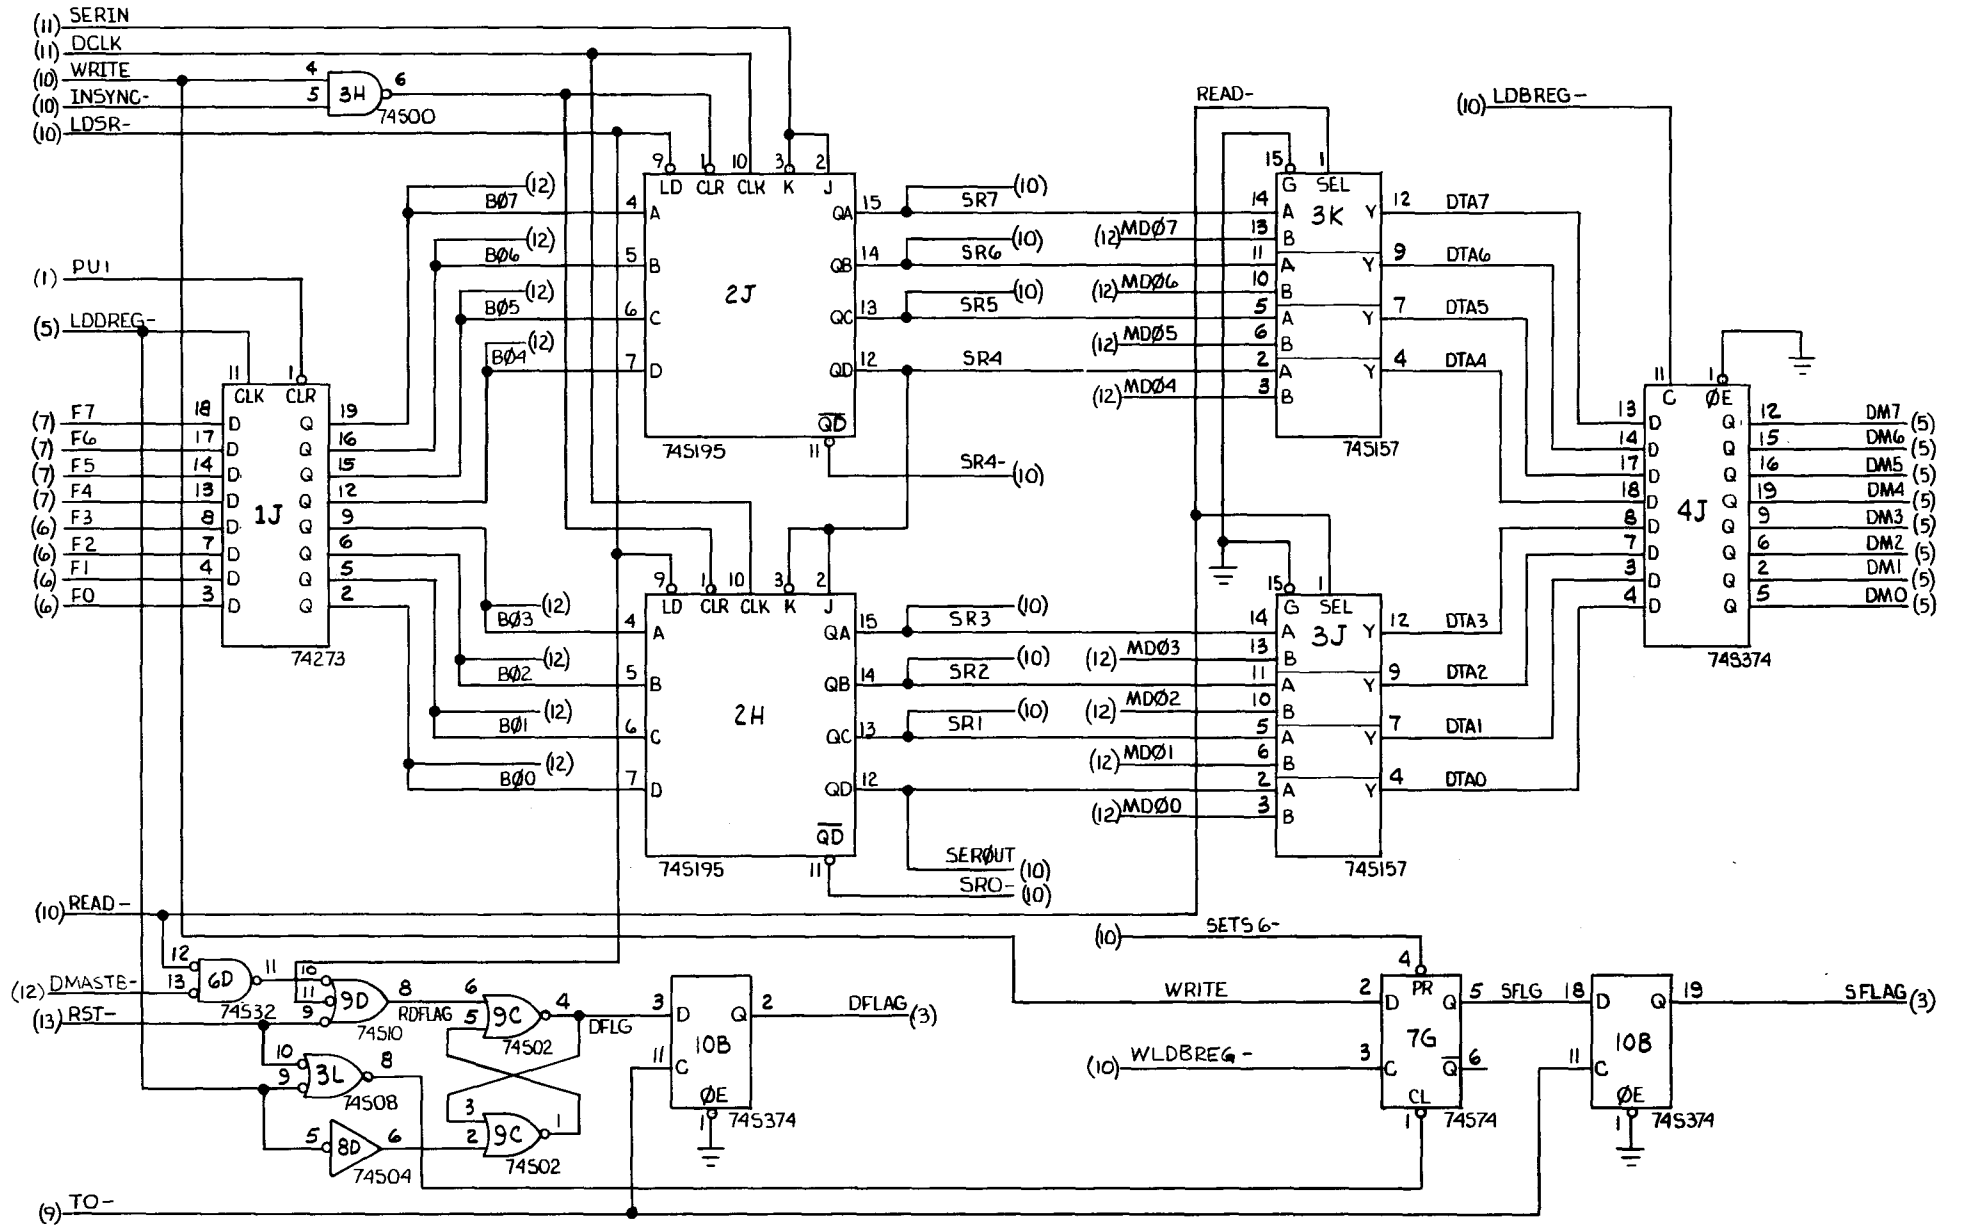 (11) SERIN
(11) DCLK
(10) WRITE 4 6
(10) INSYNC- 5 3H 74S00
(10) LDSR-
READ-
(10) LDBREG-
9 1 10 3 2
LD CLR CLK K J
15 1
G SEL
(12)
BØ7 4 A QA 15 SR7 (10) 14 A 3K Y 12 DTA7
(12) MDØ7 13 B
(12)
BØ6 5 B QB 14 SR6 (10) 11 A Y 9 DTA6
(12) MDØ6 10 B
(1) PU1
2J
(12)
BØ5 6 C QC 13 SR5 (10) 5 A Y 7 DTA5
(12) MDØ5 6 B
(5) LDDREG-
(12)
BØ4 7 D QD 12 SR4 2 A Y 4 DTA4
(12) MDØ4 3 B
QD
11 74S195
SR4- (10)
74S157
11 1
CLK CLR
(7) F7 18 D Q 19
(7) F6 17 D Q 16
(7) F5 14 D Q 15
(7) F4 13 D Q 12
1J
(6) F3 8 D Q 9
(6) F2 7 D Q 6
(6) F1 4 D Q 5
(6) F0 3 D Q 2
74273
11 1
C ØE
13 D Q 12 DM7 (5)
14 D Q 15 DM6 (5)
17 D Q 16 DM5 (5)
18 D Q 19 DM4 (5)
4J
8 D Q 9 DM3 (5)
7 D Q 6 DM2 (5)
3 D Q 2 DM1 (5)
4 D Q 5 DM0 (5)
74S374
9 1 10 3 2
LD CLR CLK K J
15 1
G SEL
(12)
BØ3 4 A QA 15 SR3 (10) 14 A 3J Y 12 DTA3
(12) MDØ3 13 B
(12)
BØ2 5 B QB 14 SR2 (10) 11 A Y 9 DTA2
(12) MDØ2 10 B
2H
(12)
BØ1 6 C QC 13 SR1 (10) 5 A Y 7 DTA1
(12) MDØ1 6 B
(12)
BØ0 7 D QD 12 2 A Y 4 DTA0
(12) MDØ0 3 B
QD
11 74S195
SERØUT (10)
SR0- (10)
74S157
(10) READ-
(10) SETS6-
12 13 6D 11 74S32
(12) DMASTB-
(13) RST-
10 11 9 9D 8 74S10
RDFLAG
6 5 9C 4 74S02
DFLG
3 D Q 2 DFLAG (3)
10B
11 C
ØE
1 74S374
10 9 3L 8 74S08
5 8D 6 74S04
3 2 9C 1 74S02
4
PR
WRITE 2 D Q 5 SFLG
7G
(10) WLDBREG- 3 C Q 6
CL
1 74S74
18 D Q 19 SFLAG (3)
10B
11 C
ØE
1 74S374
(9) TO-